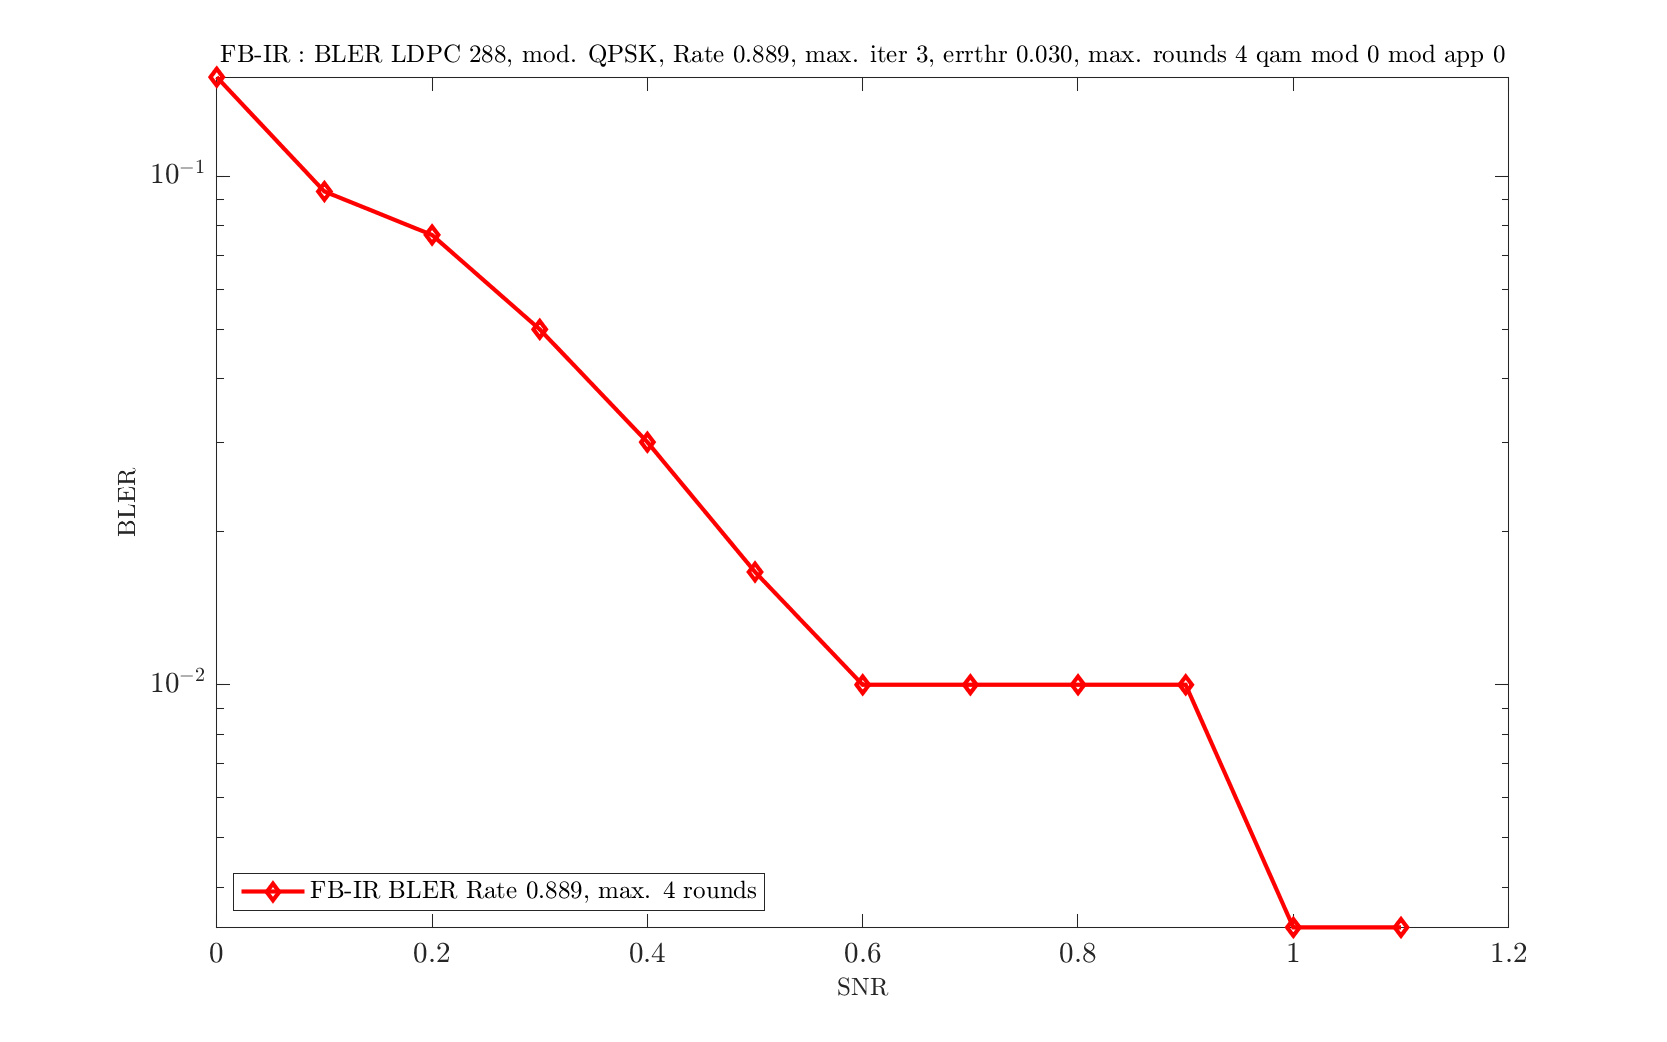 FB-IR : BLER LDPC 288, mod. QPSK, Rate 0.889, max. iter 3, errthr 0.030, max. rounds 4 qam mod 0 mod app 0
10⁻¹
BLER
10⁻²
FB-IR BLER Rate 0.889, max. 4 rounds
0 0.2 0.4 0.6 0.8 1 1.2
SNR